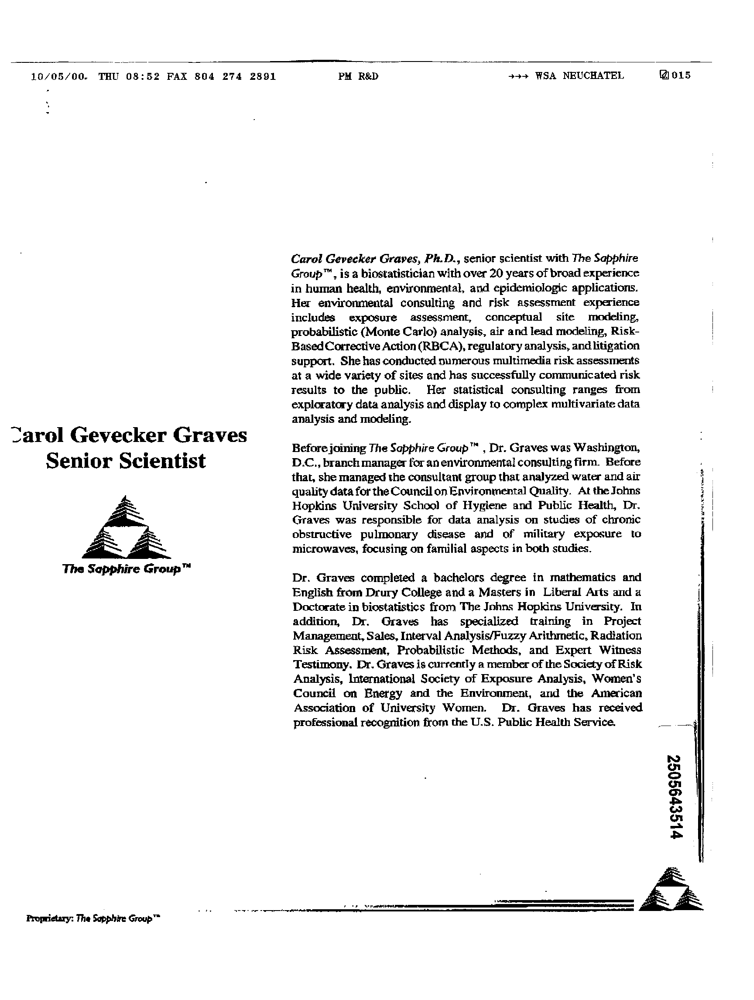 10/05/00. THU 08:52 FAX 804 274 2891 PM R&D →→→ WSA NEUCHATEL 015
Carol Gevecker Graves, Ph.D., senior scientist with The Sapphire
Group™, is a biostatistician with over 20 years of broad experience
in human health, environmental, and epidemiologic applications.
Her environmental consulting and risk assessment experience
includes exposure assessment, conceptual site modeling,
probabilistic (Monte Carlo) analysis, air and lead modeling, Risk-
Based Corrective Action (RBCA), regulatory analysis, and litigation
support. She has conducted numerous multimedia risk assessments
at a wide variety of sites and has successfully communicated risk
results to the public. Her statistical consulting ranges from
exploratory data analysis and display to complex multivariate data
analysis and modeling.
Carol Gevecker Graves
Senior Scientist
The Sapphire Group™
Before joining The Sapphire Group™, Dr. Graves was Washington,
D.C., branch manager for an environmental consulting firm. Before
that, she managed the consultant group that analyzed water and air
quality data for the Council on Environmental Quality. At the Johns
Hopkins University School of Hygiene and Public Health, Dr.
Graves was responsible for data analysis on studies of chronic
obstructive pulmonary disease and of military exposure to
microwaves, focusing on familial aspects in both studies.
Dr. Graves completed a bachelors degree in mathematics and
English from Drury College and a Masters in Liberal Arts and a
Doctorate in biostatistics from The Johns Hopkins University. In
addition, Dr. Graves has specialized training in Project
Management, Sales, Interval Analysis/Fuzzy Arithmetic, Radiation
Risk Assessment, Probabilistic Methods, and Expert Witness
Testimony. Dr. Graves is currently a member of the Society of Risk
Analysis, International Society of Exposure Analysis, Women's
Council on Energy and the Environment, and the American
Association of University Women. Dr. Graves has received
professional recognition from the U.S. Public Health Service.
2505643514
Proprietary: The Sapphire Group™